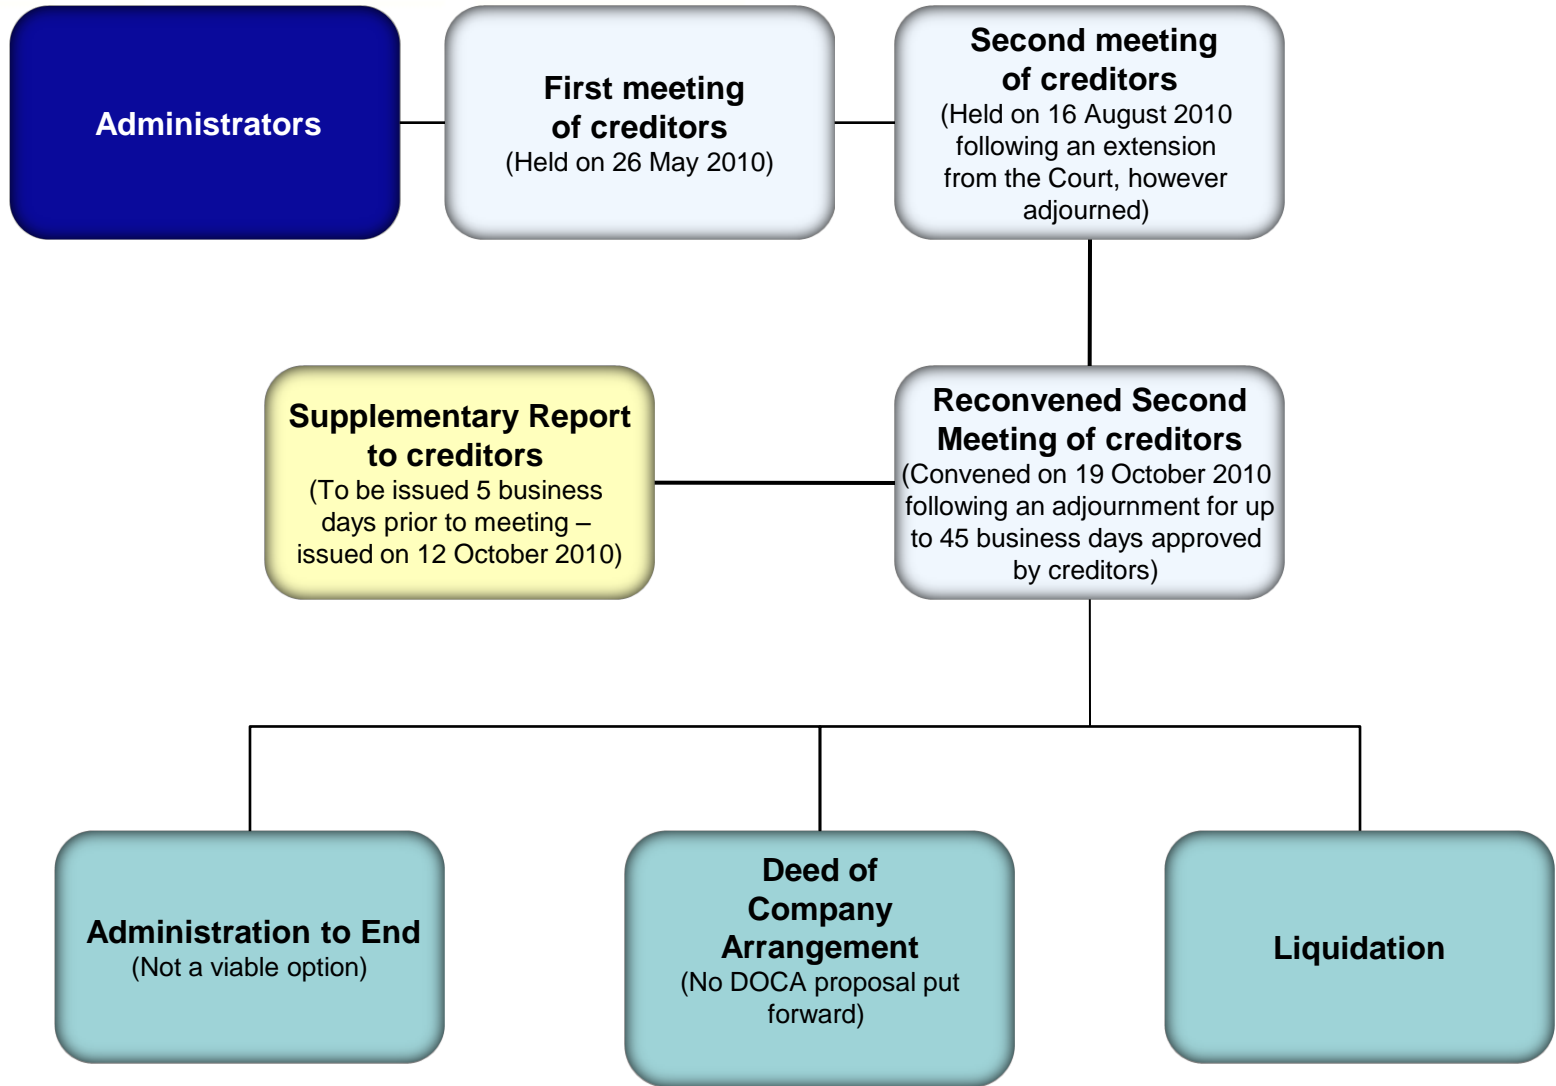 Administrators
First meeting
of creditors
(Held on 26 May 2010)
Second meeting
of creditors
(Held on 16 August 2010
following an extension
from the Court, however
adjourned)
Supplementary Report
to creditors
(To be issued 5 business
days prior to meeting –
issued on 12 October 2010)
Reconvened Second
Meeting of creditors
(Convened on 19 October 2010
following an adjournment for up
to 45 business days approved
by creditors)
Administration to End
(Not a viable option)
Deed of
Company
Arrangement
(No DOCA proposal put
forward)
Liquidation